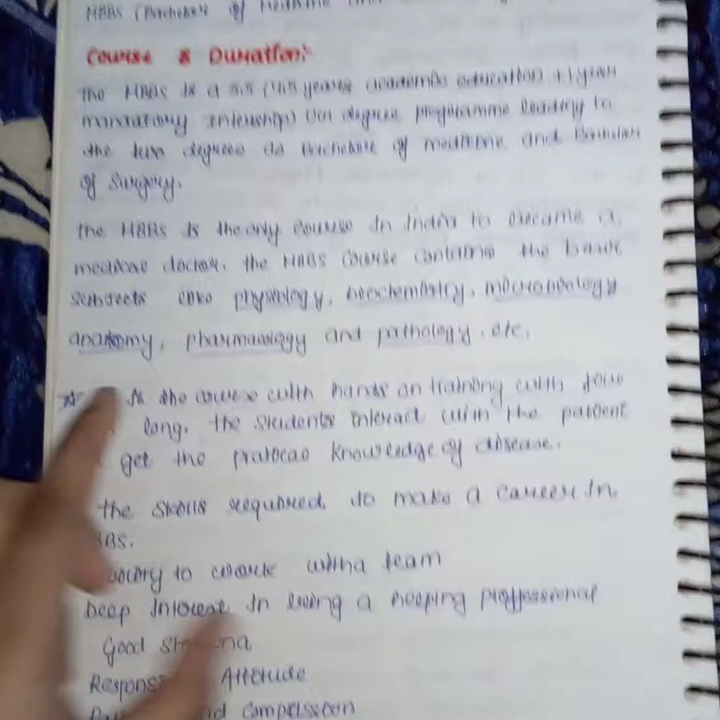 MBBS (Bachelor of Medicine
Course & Duration:-
The MBBS is a 5.5 (4.5 years academic education + 1 year
mandatory Internship) UG degree programme leading to
the two degrees as Bachelor of medicine and Bachelor
of Surgery.
the MBBS is the only course in India to become a
medical doctor. the MBBS course contains the basic
subjects like physiology, biochemistry, microbiology
anatomy, pharmacology and pathology. etc.
Is the course with hands on training with
long. the students interact with the patient
get the knowledge of disease.
the skills required to make a career in
BS.
to work with a team
Deep Interest in being a helping proffessional
Good
Respons Attitude
and